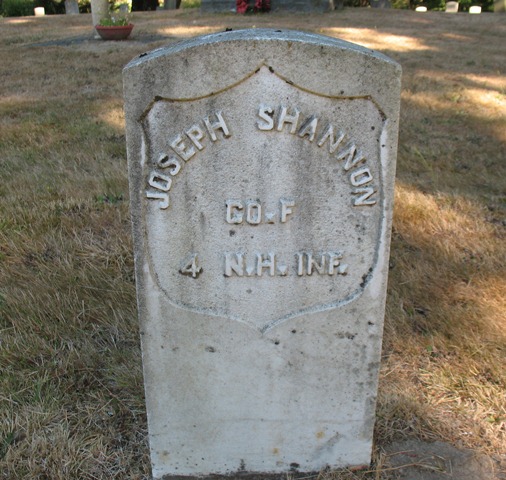 JOSEPH SHANNON
CO. F
4 N.H. INF.